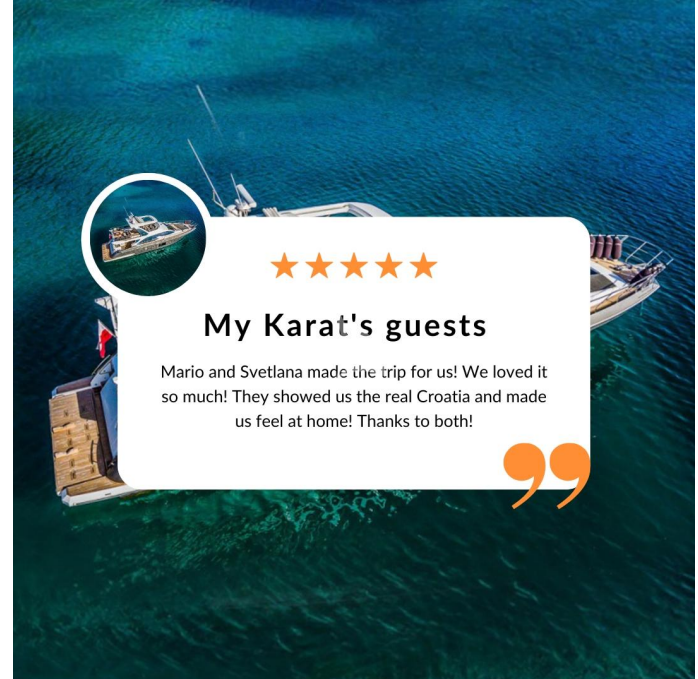 My Karat's guests
Mario and Svetlana made the trip for us! We loved it
so much! They showed us the real Croatia and made
us feel at home! Thanks to both!